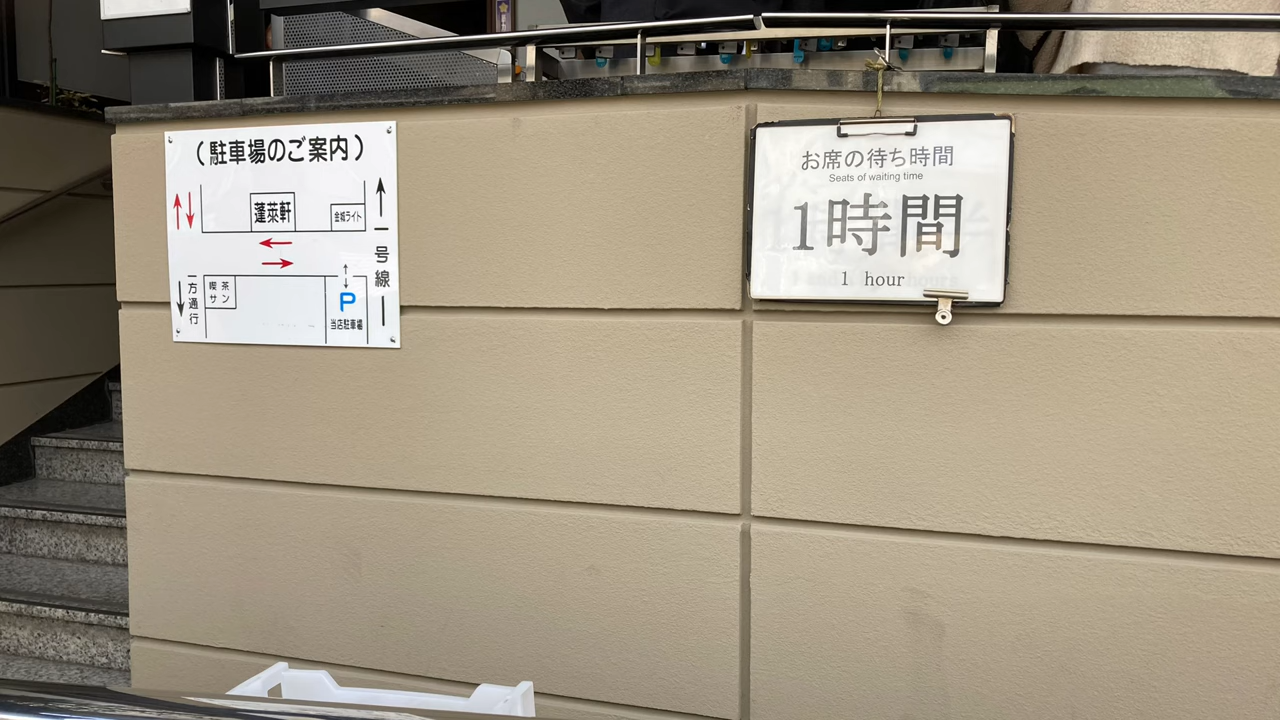 (駐車場のご案内)
蓬莱軒
金城ライト
一号線
一方通行
喫茶
サン
P
当店駐車場
お席の待ち時間
Seats of waiting time
1時間
1 hour